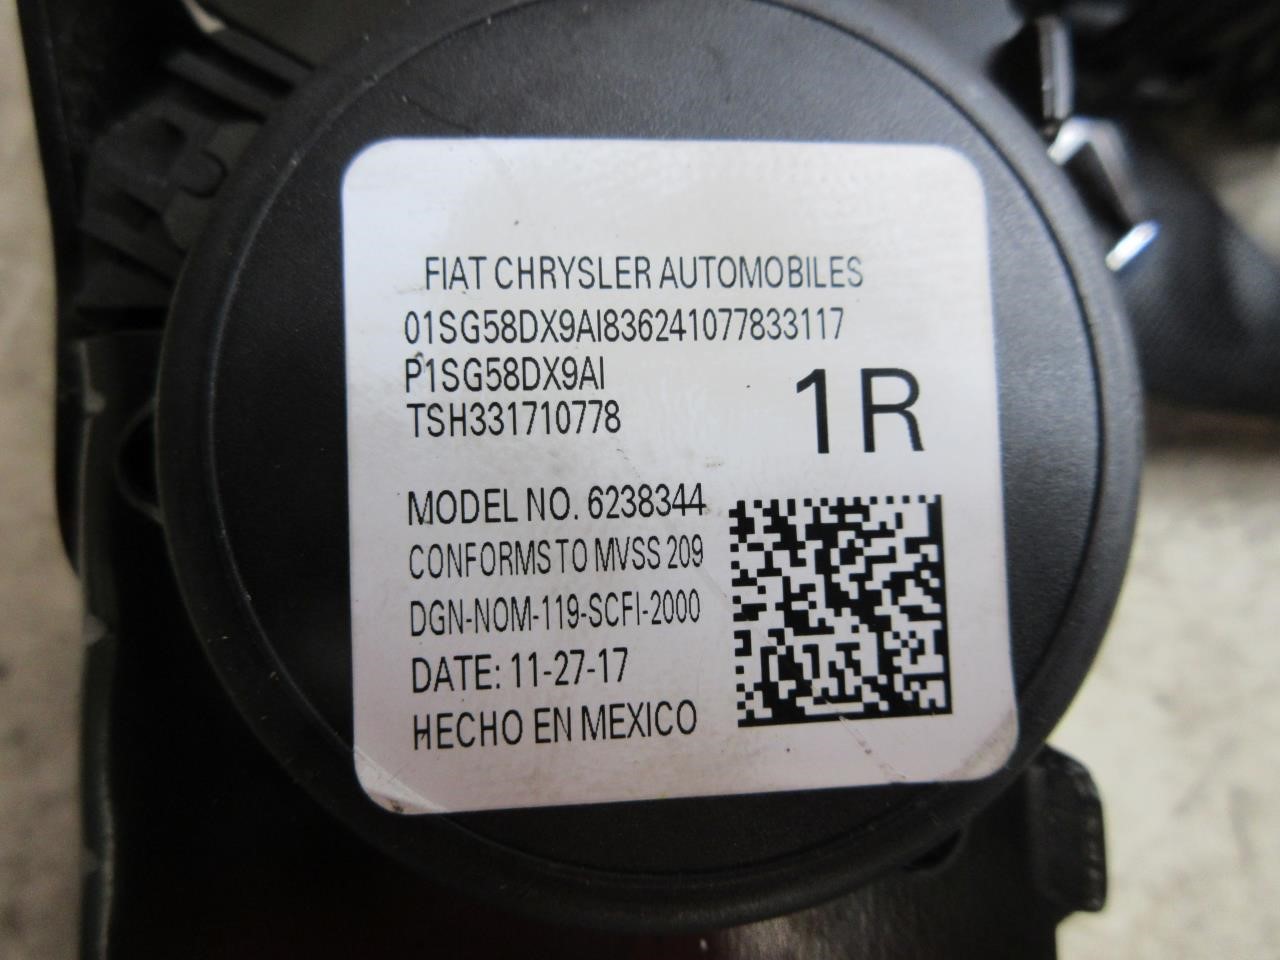 FIAT CHRYSLER AUTOMOBILES
01SG58DX9AI836241077833117
P1SG58DX9AI
TSH331710778
1R
MODEL NO. 6238344
CONFORMS TO MVSS 209
DGN-NOM-119-SCFI-2000
DATE: 11-27-17
HECHO EN MEXICO